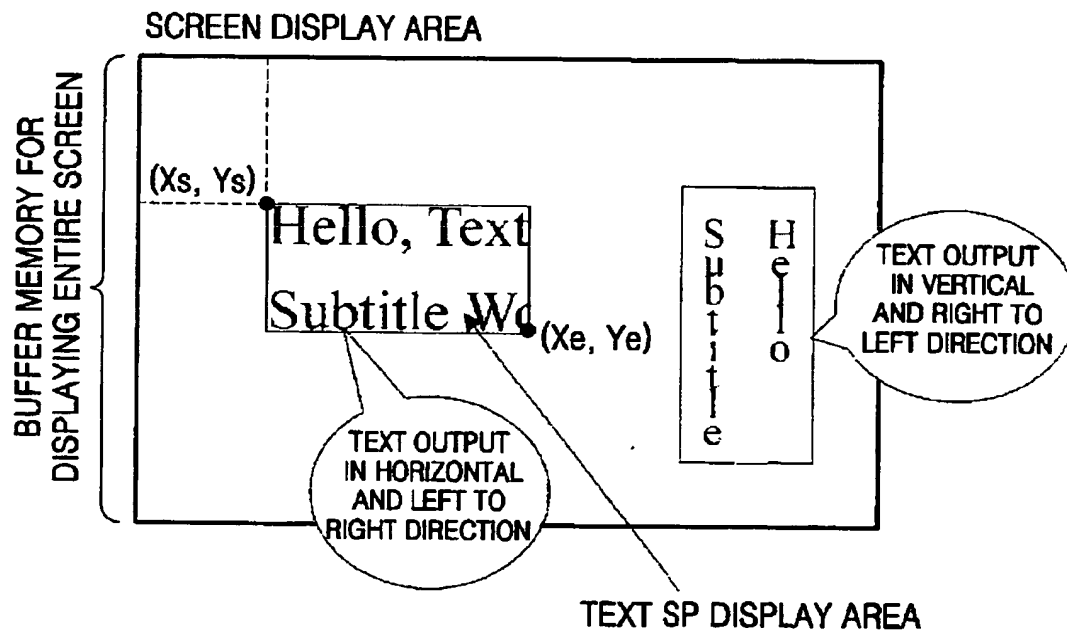 SCREEN DISPLAY AREA
BUFFER MEMORY FOR
DISPLAYING ENTIRE SCREEN
(Xs, Ys)
Hello, Text
Subtitle Wo
(Xe, Ye)
Hello
Subtitle
TEXT OUTPUT
IN VERTICAL
AND RIGHT TO
LEFT DIRECTION
TEXT OUTPUT
IN HORIZONTAL
AND LEFT TO
RIGHT DIRECTION
TEXT SP DISPLAY AREA